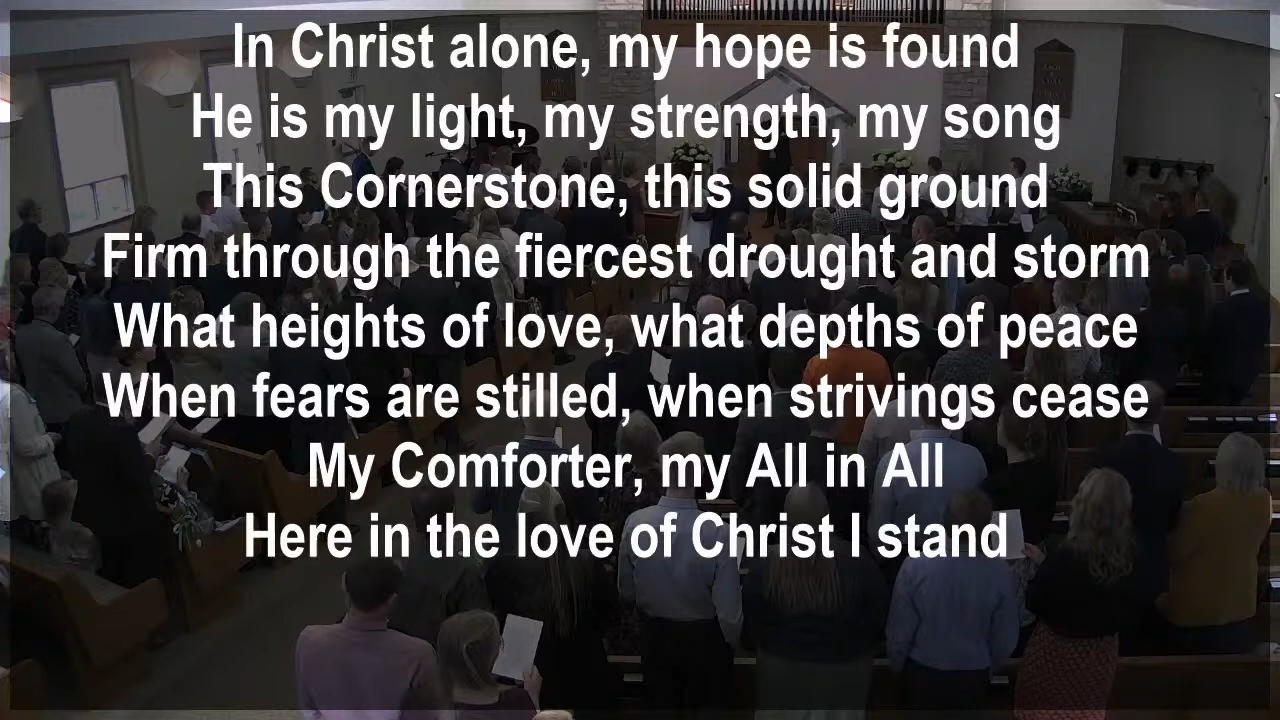 In Christ alone, my hope is found
He is my light, my strength, my song
This Cornerstone, this solid ground
Firm through the fiercest drought and storm
What heights of love, what depths of peace
When fears are stilled, when strivings cease
My Comforter, my All in All
Here in the love of Christ I stand